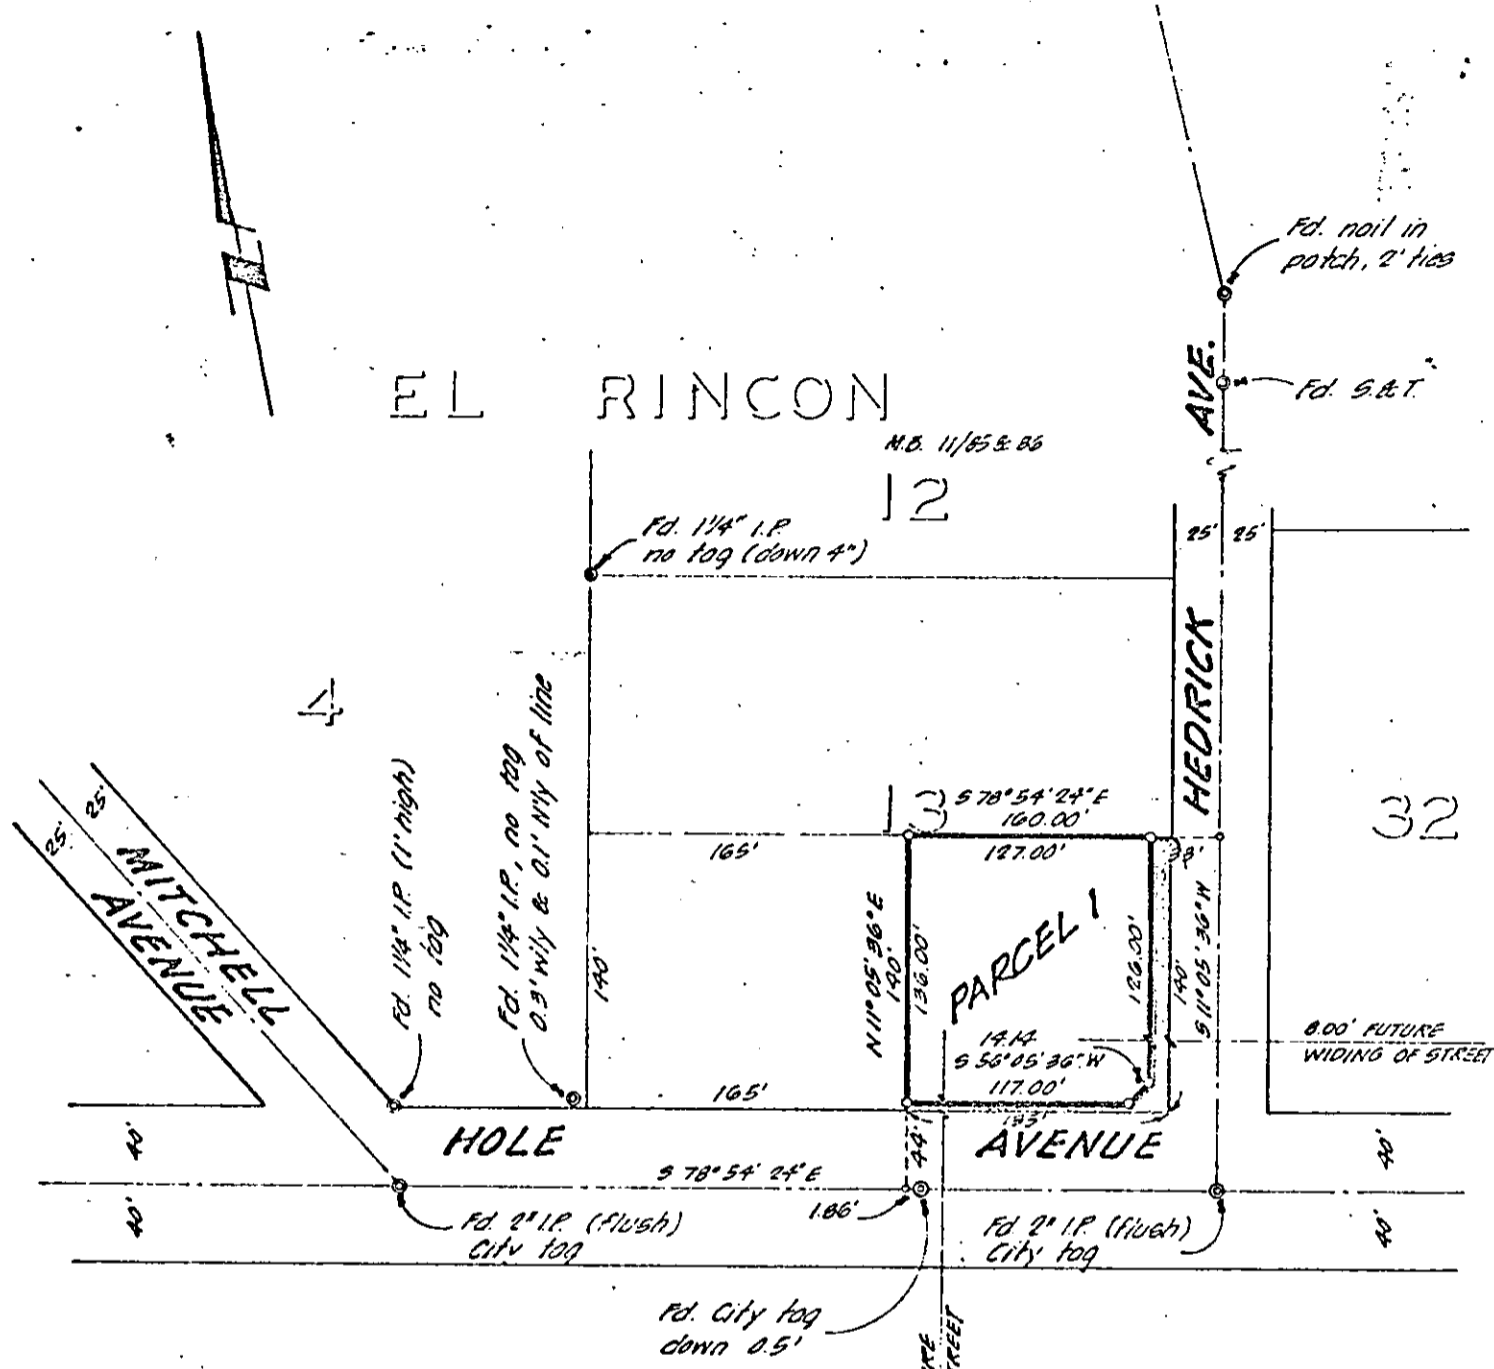 Fd. nail in
patch, 2' ties
Fd. S.&T.
EL RINCON
M.B. 11/85 & 86
12
HEDRICK AVE.
25' 25'
Fd. 1¼" I.P.
no tag (down 4")
4
32
MITCHELL
AVENUE
25'
25'
Fd. 1¼" I.P. (1' high)
no tag
Fd. 1¼" I.P., no tag
0.3' w'ly & 0.1' N'ly of line
140'
165'
S 78° 54' 24" E
160.00'
127.00'
N 11° 05' 36" E
140'
136.00'
PARCEL 1
126.00'
140'
S 11° 05' 36" W
14.14
S 56° 05' 36" W
117.00'
8.00' FUTURE
WIDING OF STREET
165'
HOLE AVENUE
44'
40'
40'
40'
40'
S 78° 54' 24" E
1.86'
Fd. 2" I.P. (flush)
City tag
Fd. 2" I.P. (flush)
City tag
Fd. City tag
down 0.5'